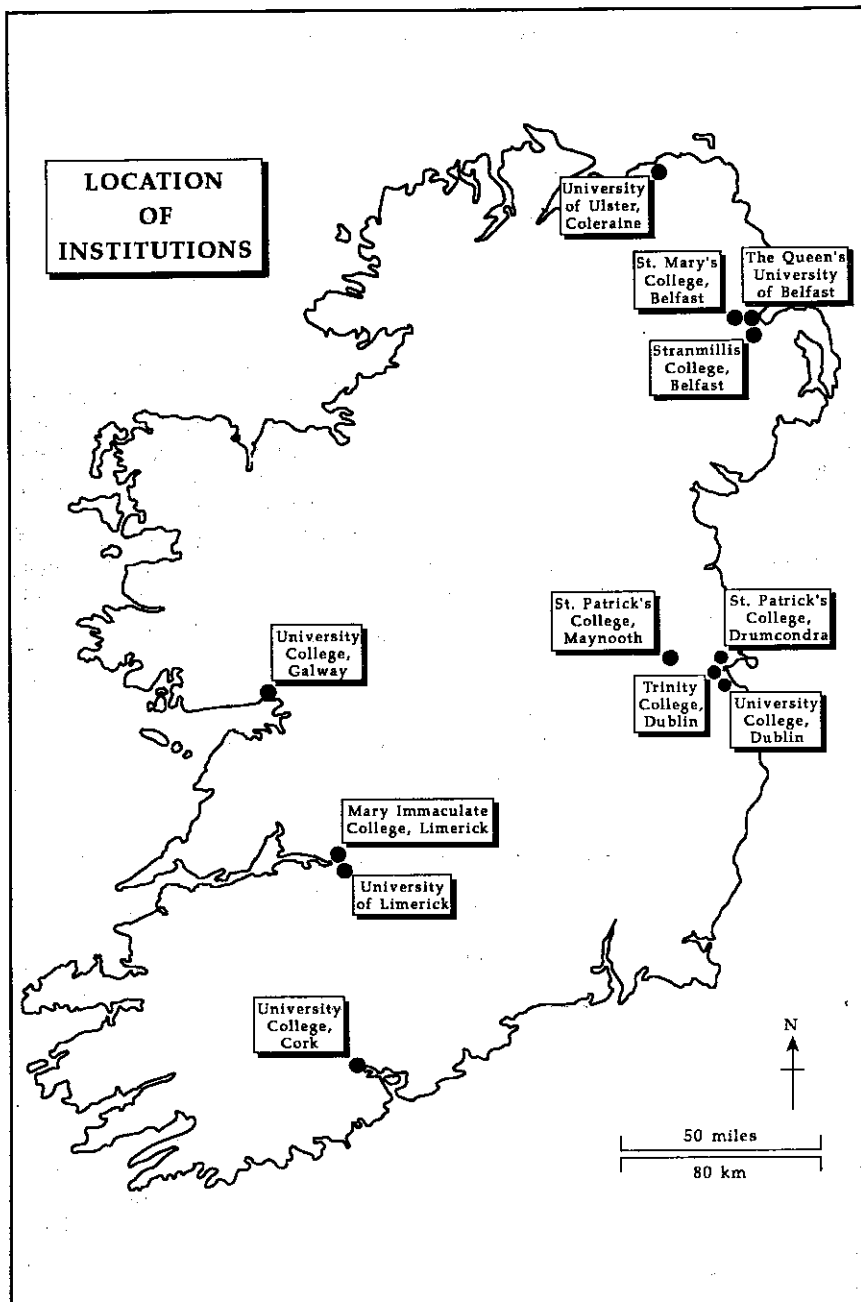 LOCATION
OF
INSTITUTIONS
University
of Ulster,
Coleraine
St. Mary's
College,
Belfast
The Queen's
University
of Belfast
Stranmillis
College,
Belfast
St. Patrick's
College,
Maynooth
St. Patrick's
College,
Drumcondra
University
College,
Galway
Trinity
College,
Dublin
University
College,
Dublin
Mary Immaculate
College, Limerick
University
of Limerick
University
College,
Cork
N
50 miles
80 km